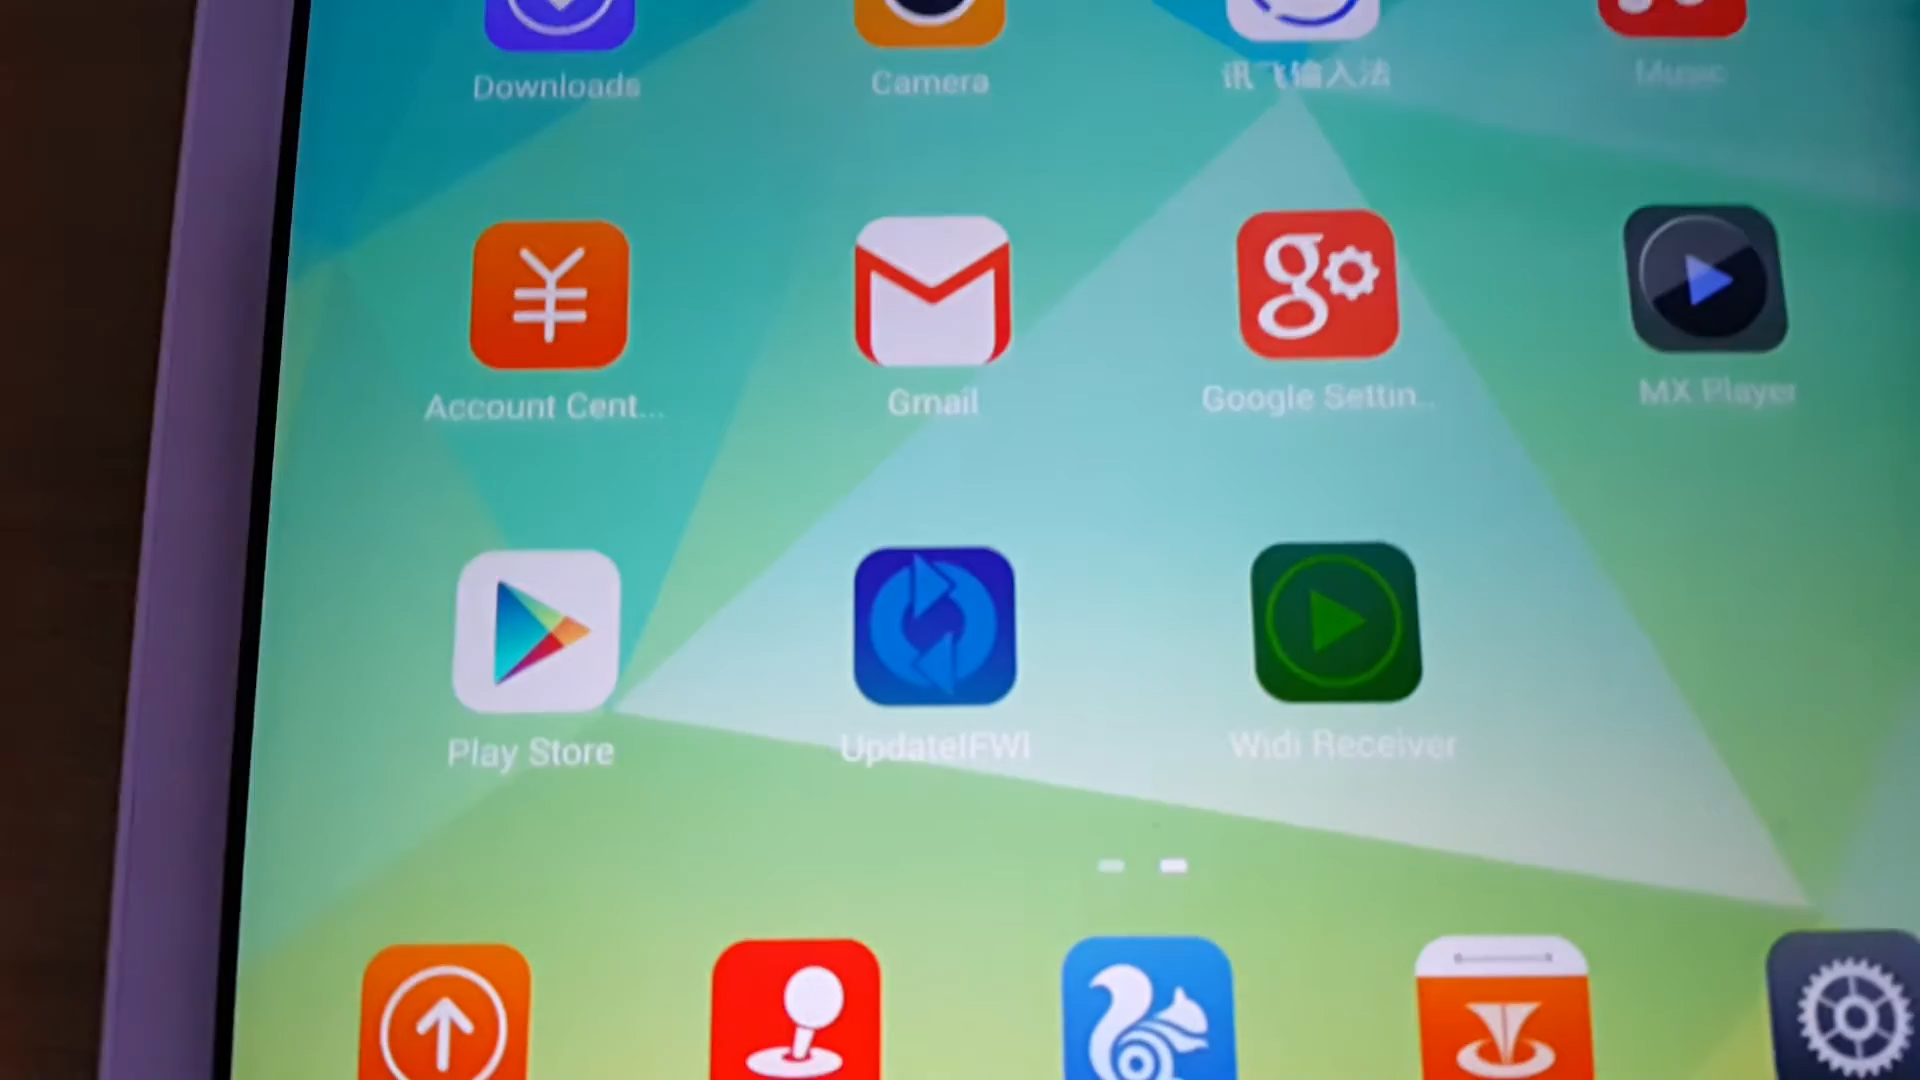 Downloads
Camera
讯飞输入法
Music
Account Cent...
Gmail
Google Settin...
MX Player
Play Store
UpdateIFWI
Widi Receiver